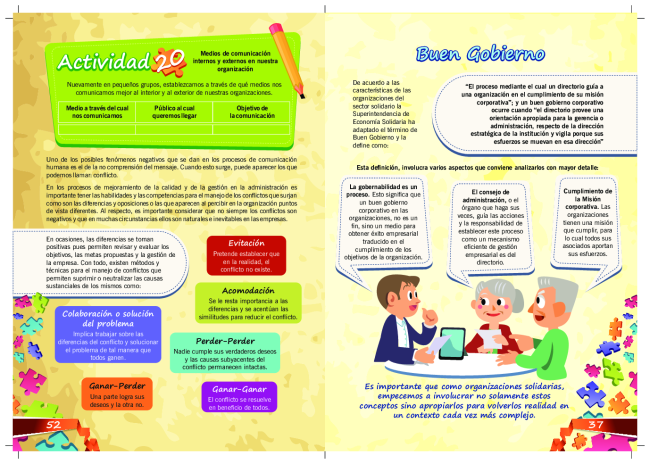 Actividad 20
Medios de comunicación
internos y externos en nuestra
organización
Nuevamente en pequeños grupos, establezcamos a través de qué medios nos
comunicamos mejor al interior y al exterior de nuestras organizaciones.
Medio a través del cual
nos comunicamos
Público al cual
queremos llegar
Objetivo de
la comunicación
Uno de los posibles fenómenos negativos que se dan en los procesos de comunicación
humana es el de la no comprensión del mensaje. Cuando esto surge, puede aparecer los que
podemos llamar: conflicto.
En los procesos de mejoramiento de la calidad y de la gestión en la administración es
importante tener las habilidades y las competencias para el manejo de los conflictos que surjan
como son las diferencias y oposiciones o las que aparecen al percibir en la organización puntos
de vista diferentes. Al respecto, es importante considerar que no siempre los conflictos son
negativos y que en muchas circunstancias ellos son naturales e inevitables en las empresas.
En ocasiones, las diferencias se tornan
positivas pues permiten revisar y evaluar los
objetivos, las metas propuestas y la gestión de
la empresa. Con todo, existen métodos y
técnicas para el manejo de conflictos que
permiten suprimir o neutralizar las causas
sustanciales de los mismos como:
Evitación
Pretende establecer que
en la realidad, el
conflicto no existe.
Acomodación
Se le resta importancia a las
diferencias y se acentúan las
similitudes para reducir el conflicto.
Colaboración o solución
del problema
Implica trabajar sobre las
diferencias del conflicto y solucionar
el problema de tal manera que
todos ganen.
Perder-Perder
Nadie cumple sus verdaderos deseos
y las causas subyacentes del
conflicto permanecen intactas.
Ganar-Perder
Una parte logra sus
deseos y la otra no.
Ganar-Ganar
El conflicto se resuelve
en beneficio de todos.
52
Buen Gobierno
De acuerdo a las
características de las
organizaciones del
sector solidario la
Superintendencia de
Economía Solidaria ha
adaptado el término de
Buen Gobierno y la
define como:
“El proceso mediante el cual un directorio guía a
una organización en el cumplimiento de su misión
corporativa”; y un buen gobierno corporativo
ocurre cuando “el directorio provee una
orientación apropiada para la gerencia o
administración, respecto de la dirección
estratégica de la institución y vigila porque sus
esfuerzos se muevan en esa dirección”
Esta definición, involucra varios aspectos que conviene analizarlos con mayor detalle:
La gobernabilidad es un
proceso. Esto significa que
un buen gobierno
corporativo en las
organizaciones, no es un
fin, sino un medio para
obtener éxito empresarial
traducido en el
cumplimiento de los
objetivos de la organización.
El consejo de
administración, o el
órgano que haga sus
veces, guía las acciones
y la responsabilidad de
establecer este proceso
como un mecanismo
eficiente de gestión
empresarial es del
directorio.
Cumplimiento de
la Misión
corporativa. Las
organizaciones
tienen una misión
que cumplir, para
lo cual todos sus
asociados aportan
sus esfuerzos.
Es importante que como organizaciones solidarias,
empecemos a involucrar no solamente estos
conceptos sino apropiarlos para volverlos realidad en
un contexto cada vez más complejo.
37